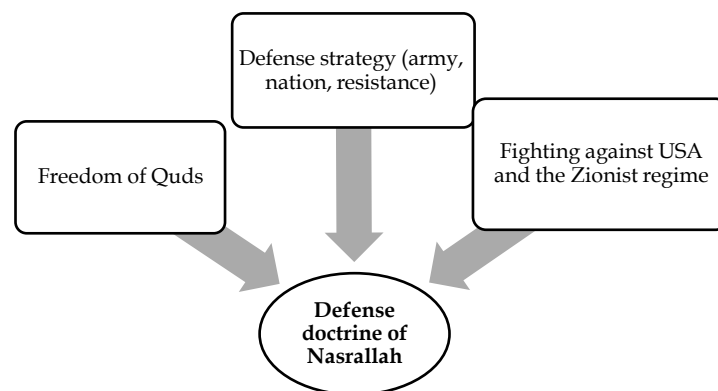 Defense strategy (army,
nation, resistance)
Freedom of Quds
Fighting against USA
and the Zionist regime
Defense
doctrine of
Nasrallah